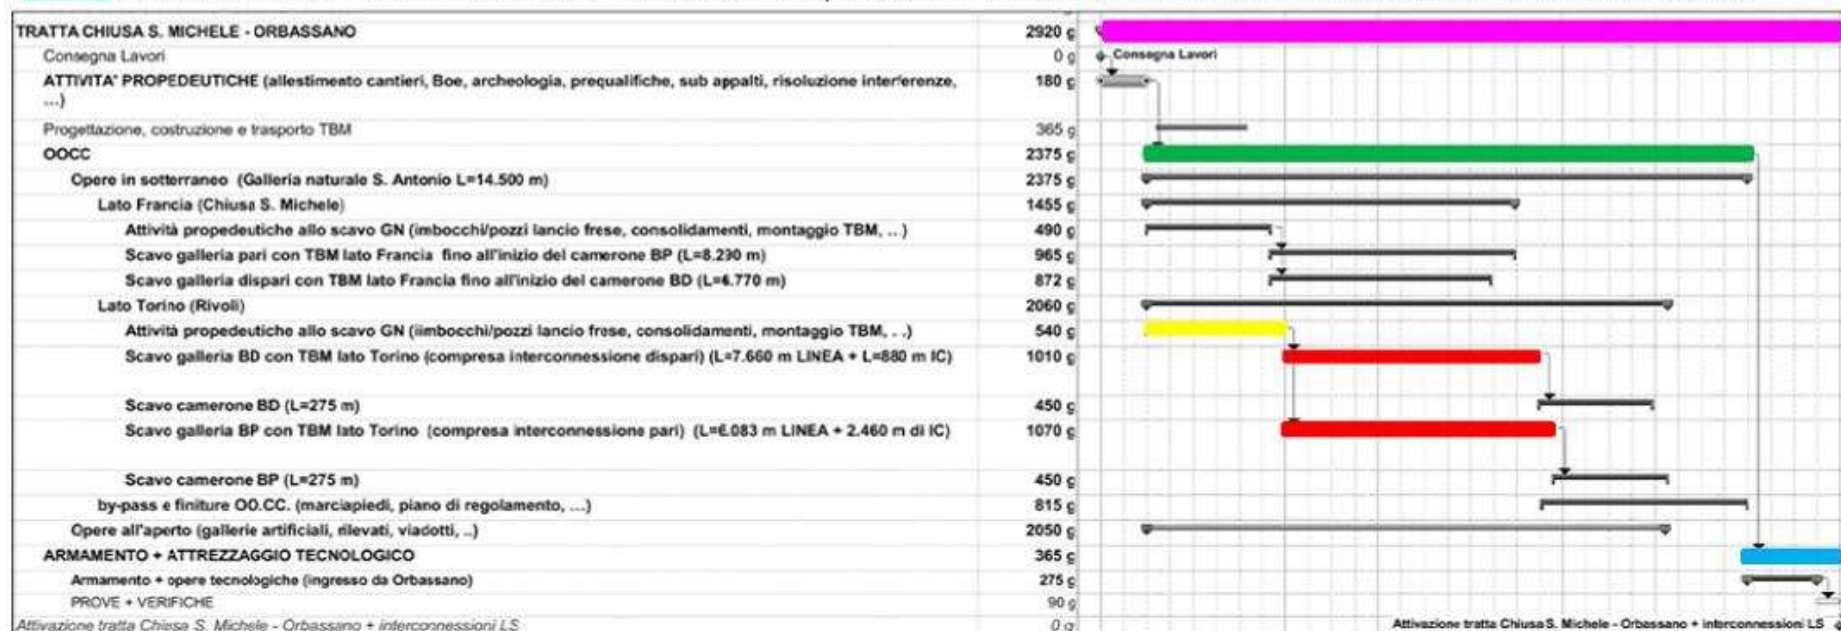 TRATTA CHIUSA S. MICHELE - ORBASSANO 2920 g
Consegna Lavori 0 g Consegna Lavori
ATTIVITA' PROPEDEUTICHE (allestimento cantieri, Boe, archeologia, prequalifiche, sub appalti, risoluzione interferenze, 180 g
...)
Progettazione, costruzione e trasporto TBM 365 g
OOCC 2375 g
Opere in sotterraneo (Galleria naturale S. Antonio L=14.500 m) 2375 g
Lato Francia (Chiusa S. Michele) 1455 g
Attività propedeutiche allo scavo GN (imbocchi/pozzi lancio frese, consolidamenti, montaggio TBM, ...) 490 g
Scavo galleria pari con TBM lato Francia fino all'inizio del camerone BP (L=8.290 m) 965 g
Scavo galleria dispari con TBM lato Francia fino all'inizio del camerone BD (L=6.770 m) 872 g
Lato Torino (Rivoli) 2060 g
Attività propedeutiche allo scavo GN (iimbocchi/pozzi lancio frese, consolidamenti, montaggio TBM, ...) 540 g
Scavo galleria BD con TBM lato Torino (compresa interconnessione dispari) (L=7.660 m LINEA + L=880 m IC) 1010 g
Scavo camerone BD (L=275 m) 450 g
Scavo galleria BP con TBM lato Torino (compresa interconnessione pari) (L=6.083 m LINEA + 2.460 m di IC) 1070 g
Scavo camerone BP (L=275 m) 450 g
by-pass e finiture OO.CC. (marciapiedi, piano di regolamento, ...) 815 g
Opere all'aperto (gallerie artificiali, rilevati, viadotti, ..) 2050 g
ARMAMENTO + ATTREZZAGGIO TECNOLOGICO 365 g
Armamento + opere tecnologiche (ingresso da Orbassano) 275 g
PROVE + VERIFICHE 90 g
Attivazione tratta Chiusa S. Michele - Orbassano + interconnessioni LS 0 g Attivazione tratta Chiusa S. Michele - Orbassano + interconnessioni LS